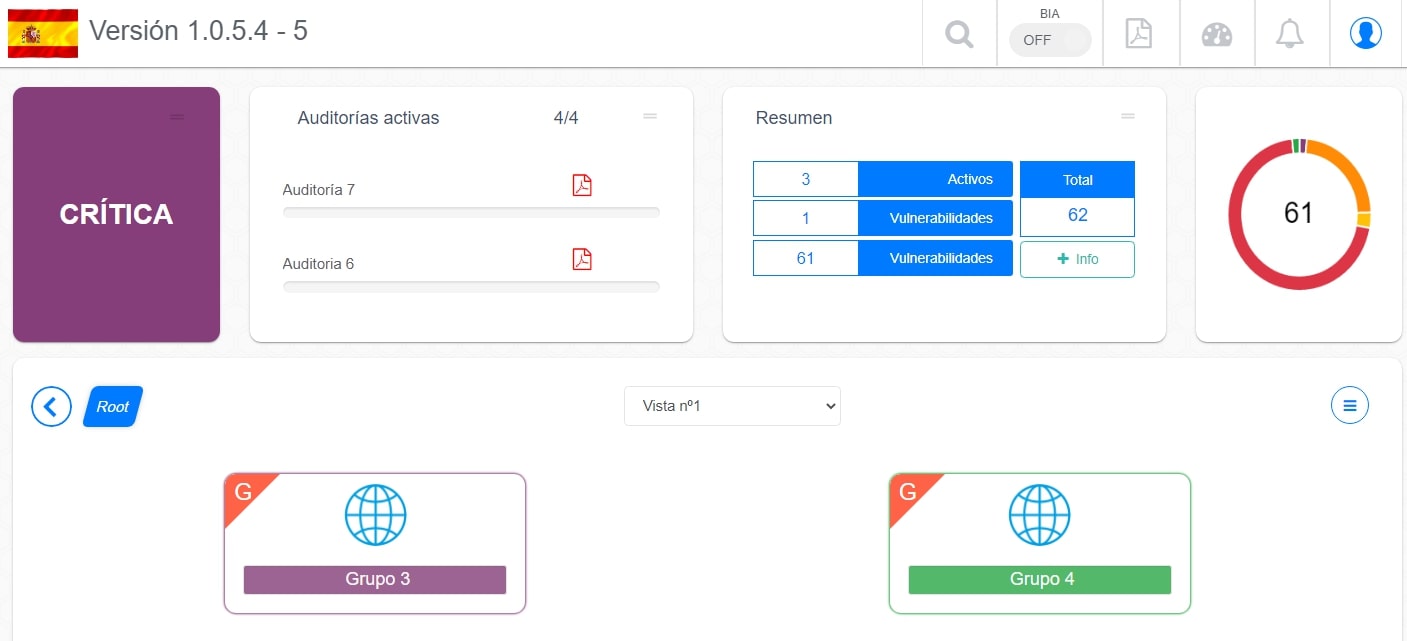 Versión 1.0.5.4 - 5
BIA
OFF
CRÍTICA
Auditorías activas 4/4
Auditoría 7
Auditoria 6
Resumen
3 Activos
1 Vulnerabilidades
61 Vulnerabilidades
Total
62
+ Info
61
Root
Vista nº1
G
Grupo 3
G
Grupo 4